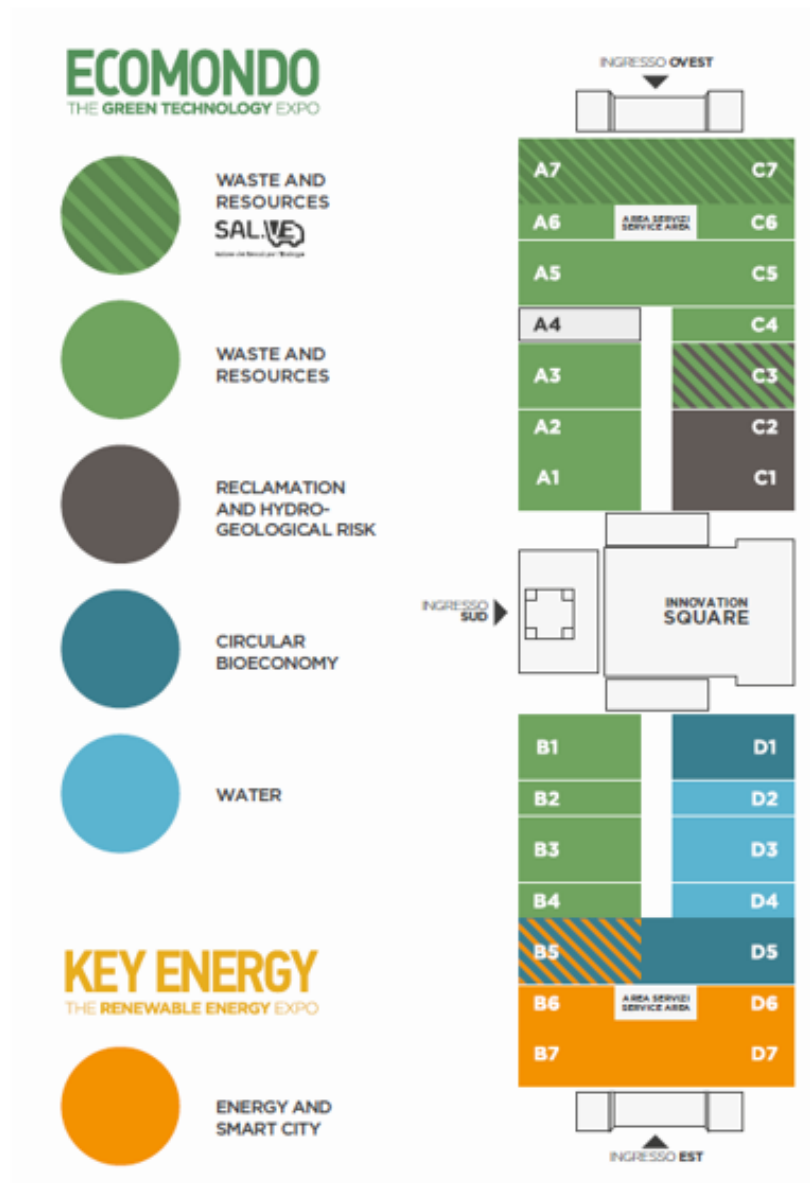 ECOMONDO
THE GREEN TECHNOLOGY EXPO
WASTE AND
RESOURCES
SAL.VE
WASTE AND
RESOURCES
RECLAMATION
AND HYDRO-
GEOLOGICAL RISK
CIRCULAR
BIOECONOMY
WATER
KEY ENERGY
THE RENEWABLE ENERGY EXPO
ENERGY AND
SMART CITY
INGRESSO OVEST
A7 C7
A6 AREA SERVIZI C6
SERVICE AREA
A5 C5
A4 C4
A3 C3
A2 C2
A1 C1
INGRESSO
SUD
INNOVATION
SQUARE
B1 D1
B2 D2
B3 D3
B4 D4
B5 D5
B6 AREA SERVIZI D6
SERVICE AREA
B7 D7
INGRESSO EST